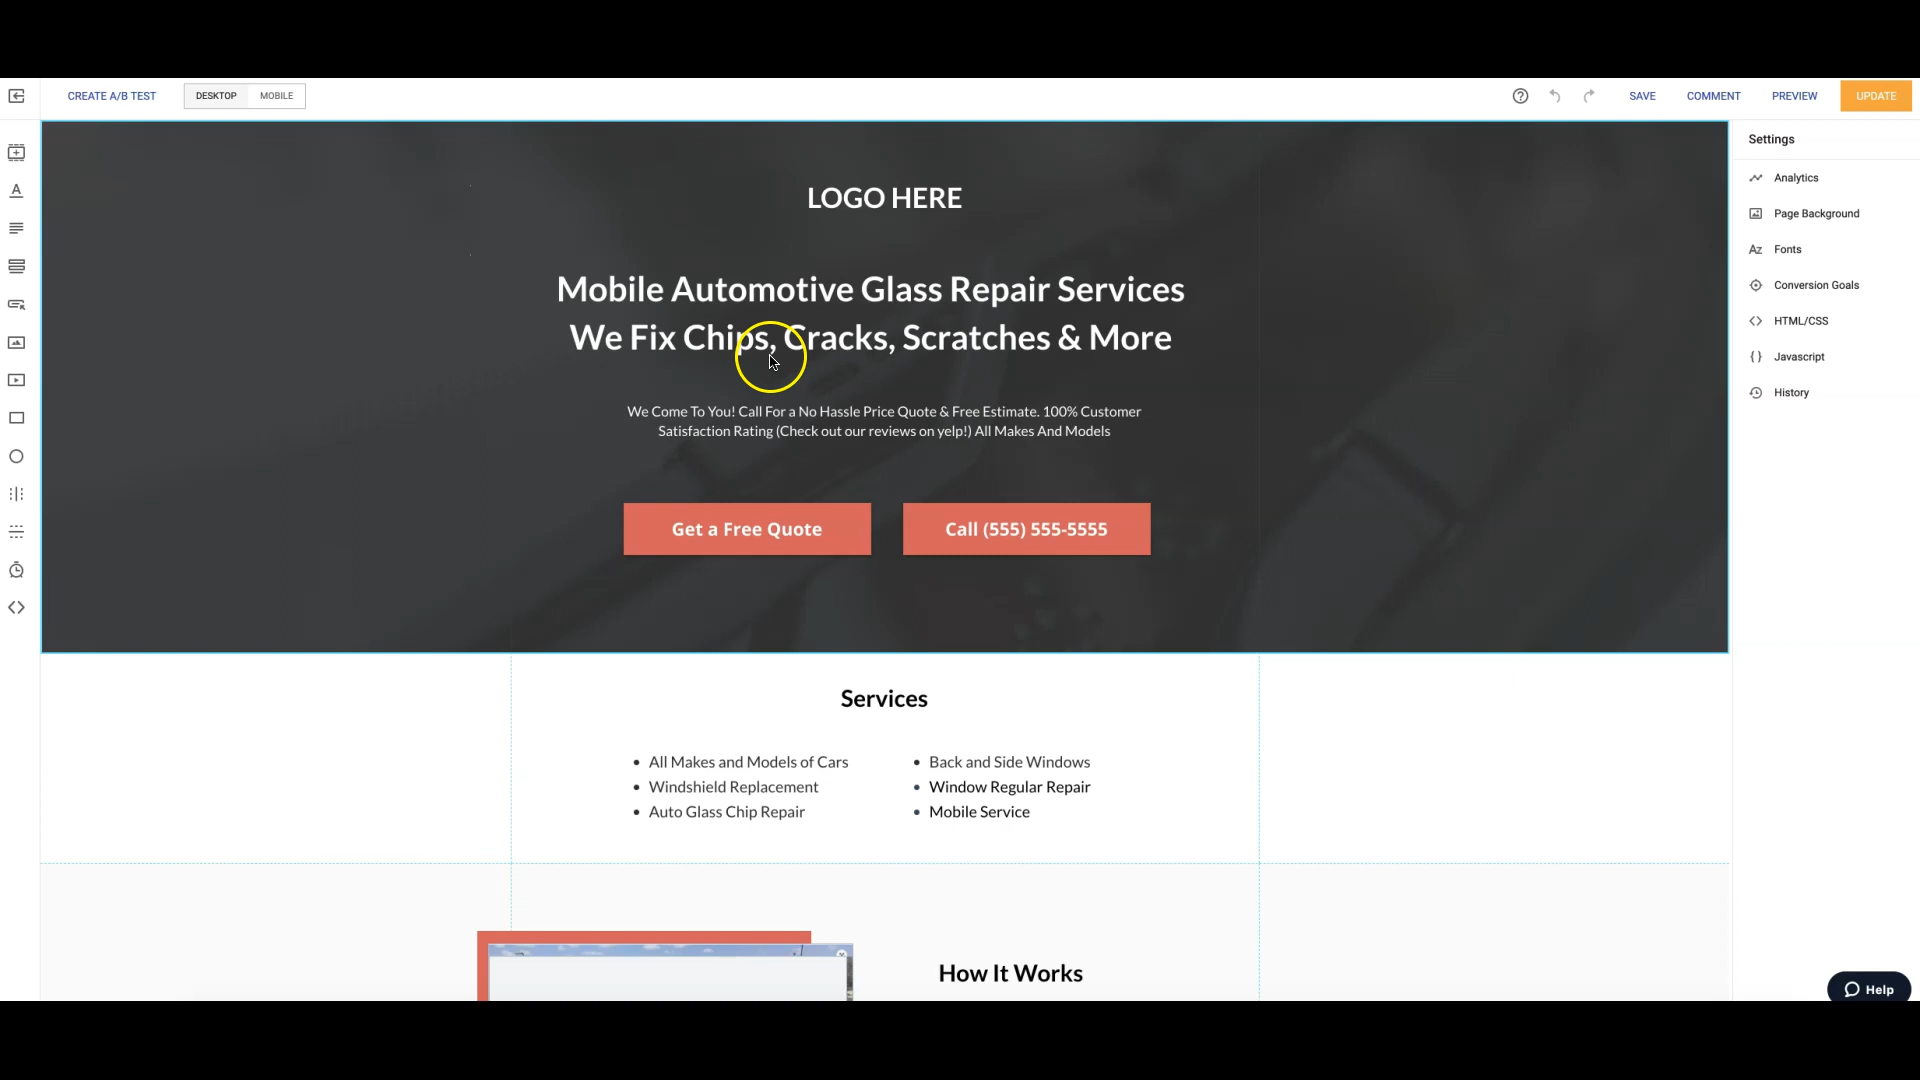 CREATE A/B TEST
DESKTOP
MOBILE
SAVE
COMMENT
PREVIEW
UPDATE
LOGO HERE
Mobile Automotive Glass Repair Services
We Fix Chips, Cracks, Scratches & More
We Come To You! Call For a No Hassle Price Quote & Free Estimate. 100% Customer
Satisfaction Rating (Check out our reviews on yelp!) All Makes And Models
Get a Free Quote
Call (555) 555-5555
Services
• All Makes and Models of Cars
• Windshield Replacement
• Auto Glass Chip Repair
• Back and Side Windows
• Window Regular Repair
• Mobile Service
How It Works
Settings
Analytics
Page Background
Fonts
Conversion Goals
HTML/CSS
Javascript
History
Help